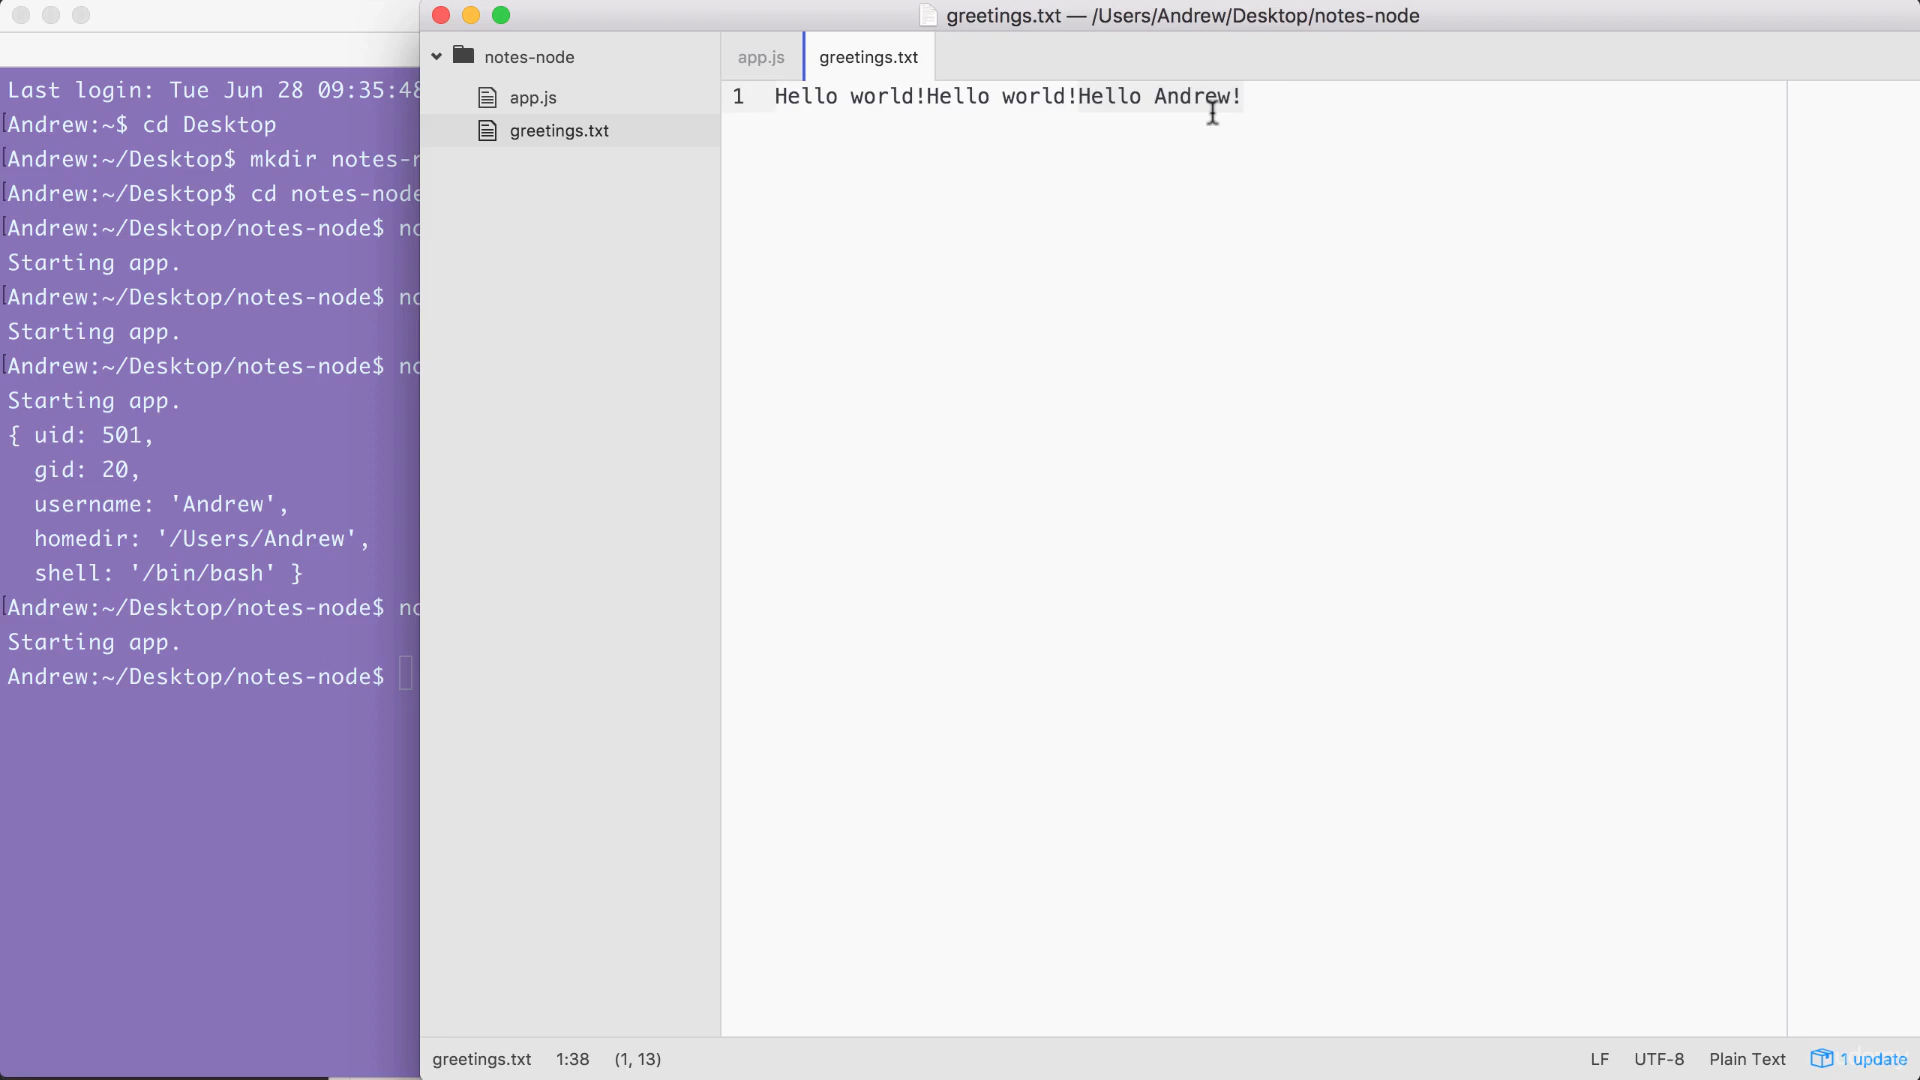 greetings.txt — /Users/Andrew/Desktop/notes-node
Last login: Tue Jun 28 09:35:48
Andrew:~$ cd Desktop
Andrew:~/Desktop$ mkdir notes-
Andrew:~/Desktop$ cd notes-node
Andrew:~/Desktop/notes-node$ no
Starting app.
Andrew:~/Desktop/notes-node$ no
Starting app.
Andrew:~/Desktop/notes-node$ no
Starting app.
{ uid: 501,
gid: 20,
username: 'Andrew',
homedir: '/Users/Andrew',
shell: '/bin/bash' }
Andrew:~/Desktop/notes-node$ no
Starting app.
Andrew:~/Desktop/notes-node$
notes-node
app.js
greetings.txt
app.js greetings.txt
1 Hello world!Hello world!Hello Andrew!
greetings.txt 1:38 (1, 13) LF UTF-8 Plain Text 1 update